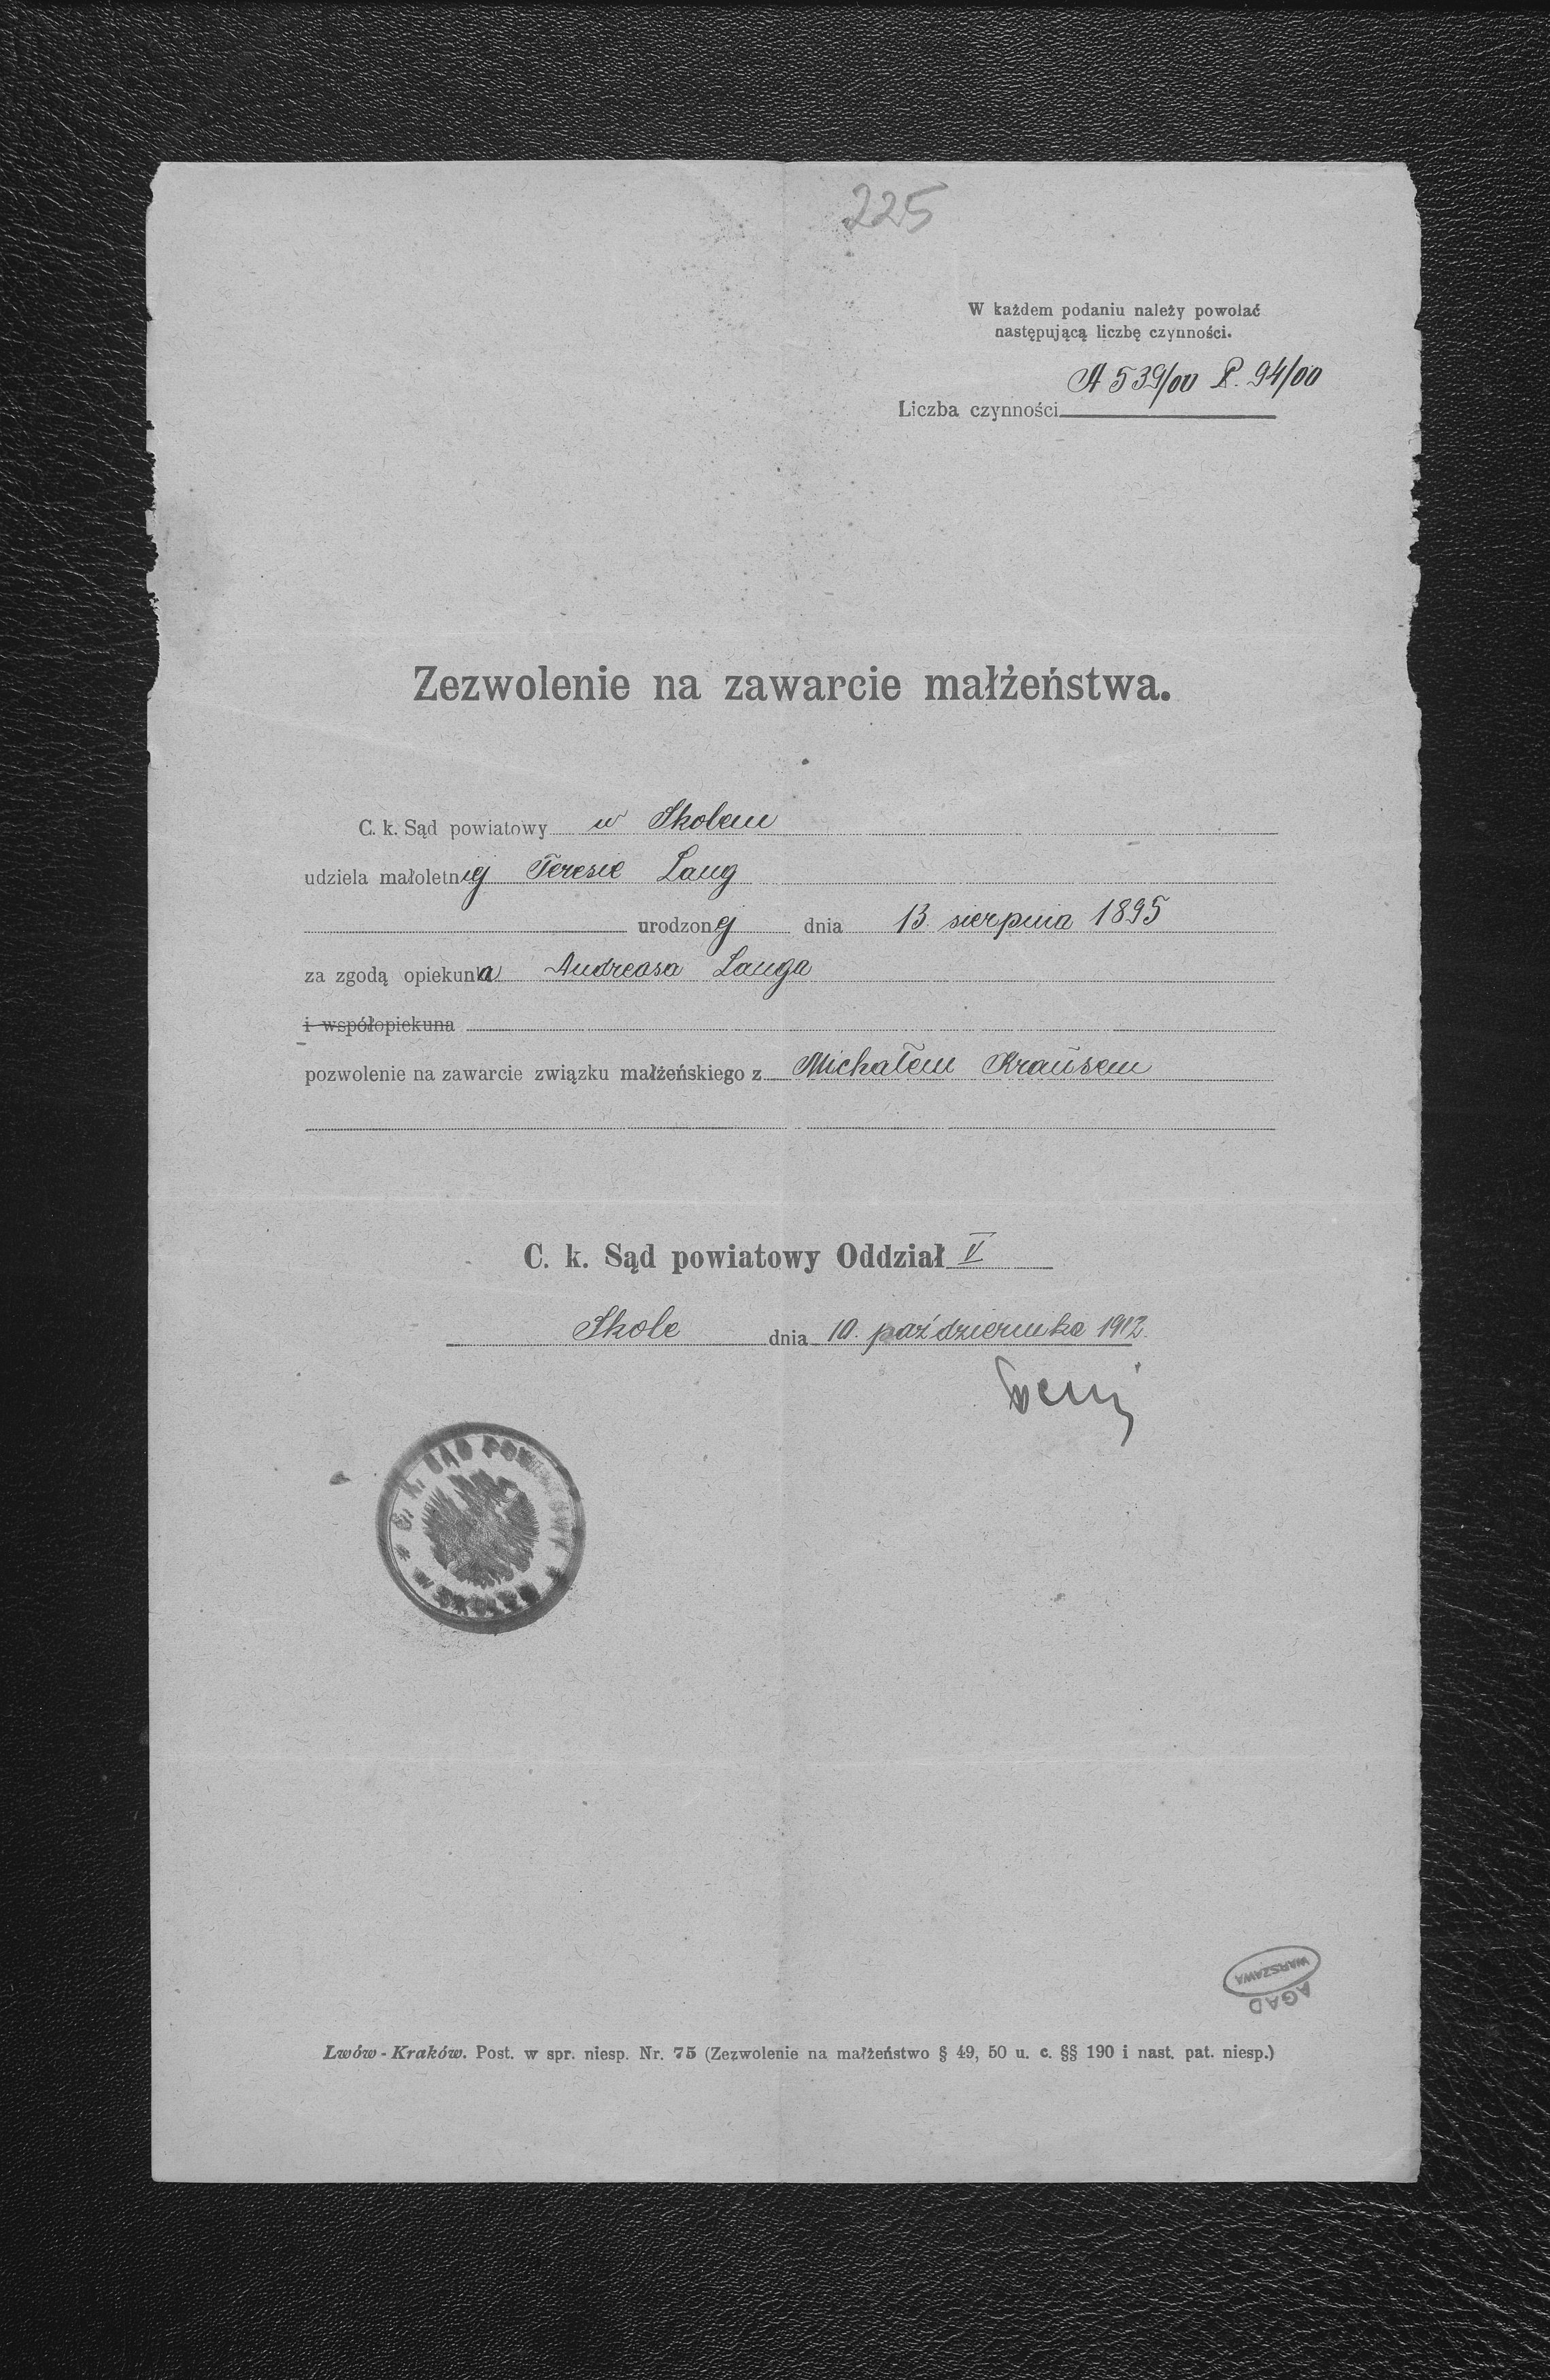 225
W każdem podaniu należy powołać
następującą liczbę czynności.
A 539/00 P. 94/00
Liczba czynności
Zezwolenie na zawarcie małżeństwa.
C. k. Sąd powiatowy w Skolem
udziela małoletniej Teresie Lang
urodzonej dnia 13. sierpnia 1895
za zgodą opiekuna Andreasa Langa
i współopiekuna
pozwolenie na zawarcie związku małżeńskiego z Michałem Krausem
C. k. Sąd powiatowy Oddział V
Skole dnia 10. października 1912.
C. K. SĄD POWIATOWY
W SKOLEM
WARSZAWA
AGAD
Lwów - Kraków. Post. w spr. niesp. Nr. 75 (Zezwolenie na małżeństwo § 49, 50 u. c. §§ 190 i nast. pat. niesp.)